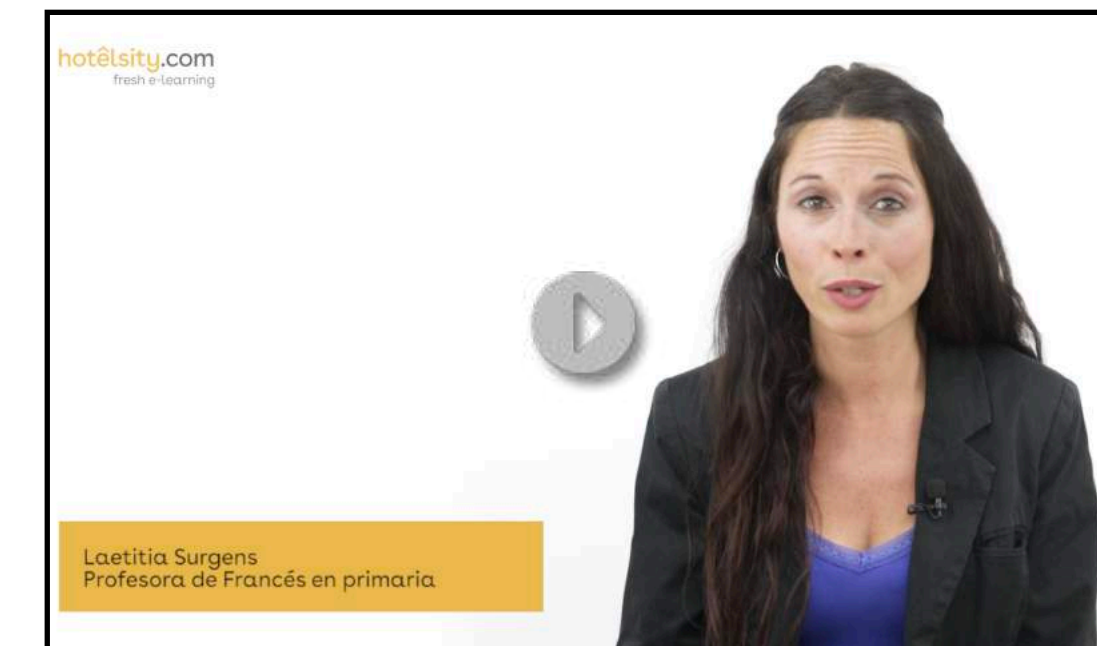 hotêlsity.com
fresh e-learning
Laetitia Surgens
Profesora de Francés en primaria